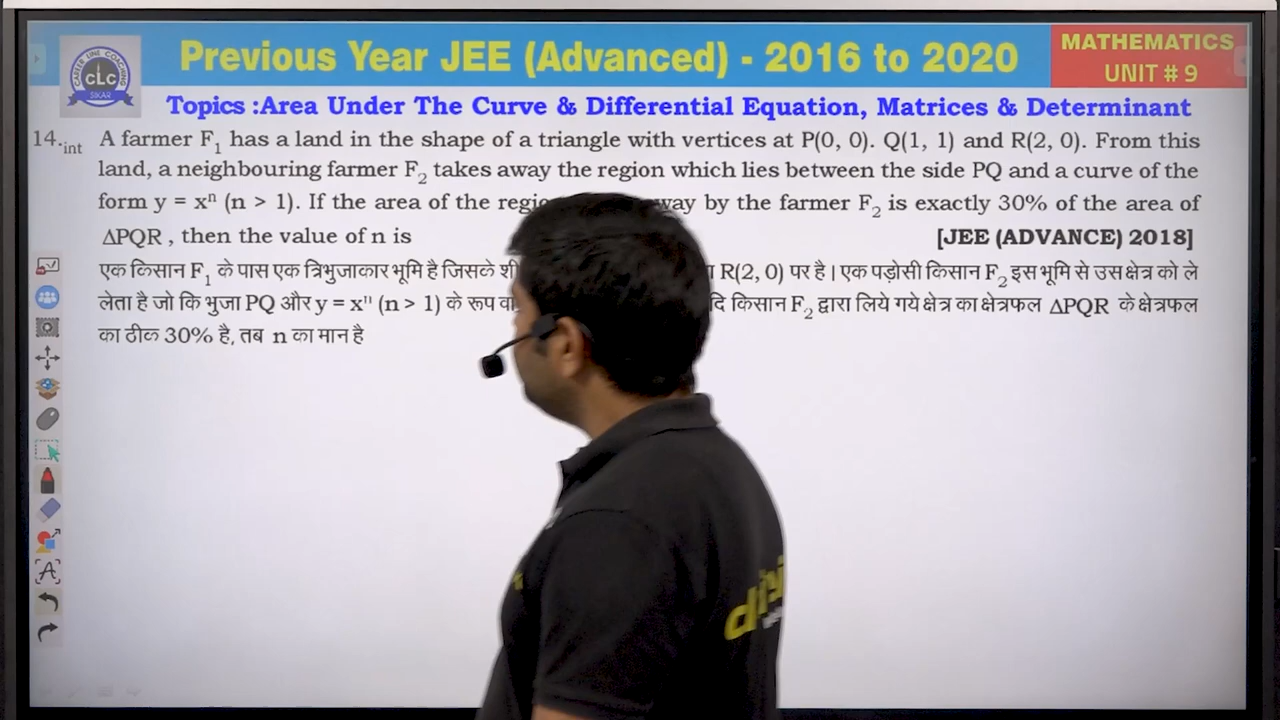 Previous Year JEE (Advanced) - 2016 to 2020
MATHEMATICS
UNIT # 9
CAREER LINE COACHING
CLC
SIKAR
Topics :Area Under The Curve & Differential Equation, Matrices & Determinant
14.int A farmer F₁ has a land in the shape of a triangle with vertices at P(0, 0). Q(1, 1) and R(2, 0). From this
land, a neighbouring farmer F₂ takes away the region which lies between the side PQ and a curve of the
form y = xⁿ (n > 1). If the area of the by the farmer F₂ is exactly 30% of the area of
ΔPQR , then the value of n is [JEE (ADVANCE) 2018]
एक किसान F₁ के पास एक त्रिभुजाकार भूमि है जिसके R(2, 0) पर है। एक पड़ोसी किसान F₂ इस भूमि से उस क्षेत्र को ले
लेता है जो कि भुजा PQ और y = xⁿ (n > 1) के रूप किसान F₂ द्वारा लिये गये क्षेत्र का क्षेत्रफल ΔPQR के क्षेत्रफल
का ठीक 30% है, तब n का मान है